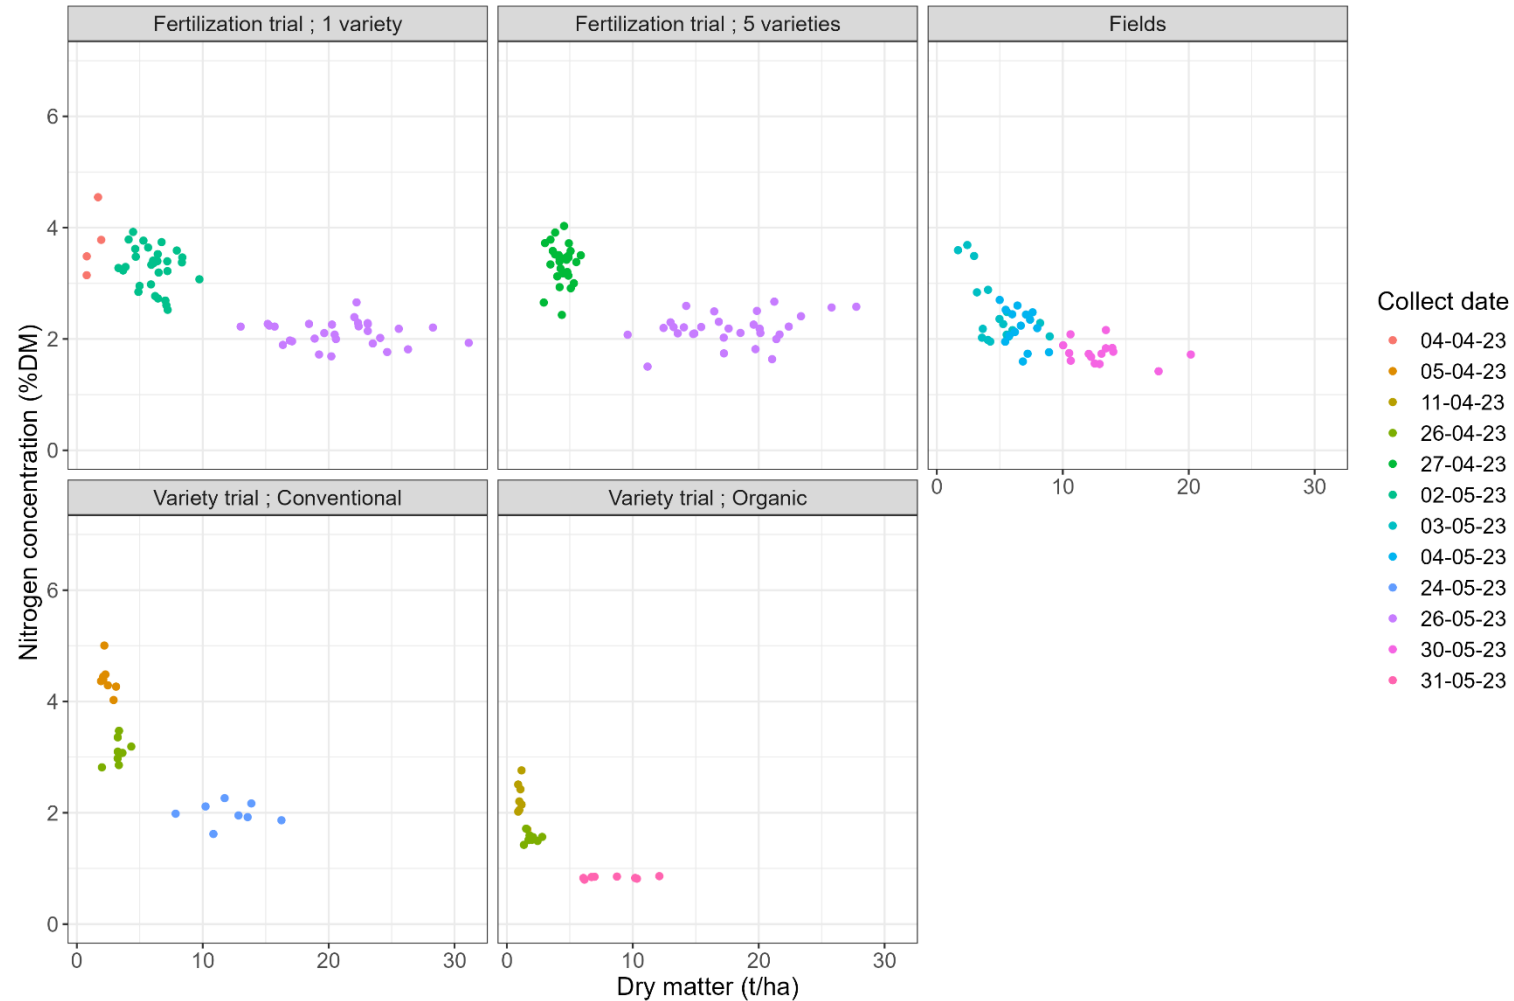 Fertilization trial ; 1 variety
Fertilization trial ; 5 varieties
Fields
6
4
2
0
0 10 20 30
Variety trial ; Conventional
Variety trial ; Organic
6
4
2
0
0 10 20 30
0 10 20 30
Nitrogen concentration (%DM)
Dry matter (t/ha)
Collect date
04-04-23
05-04-23
11-04-23
26-04-23
27-04-23
02-05-23
03-05-23
04-05-23
24-05-23
26-05-23
30-05-23
31-05-23